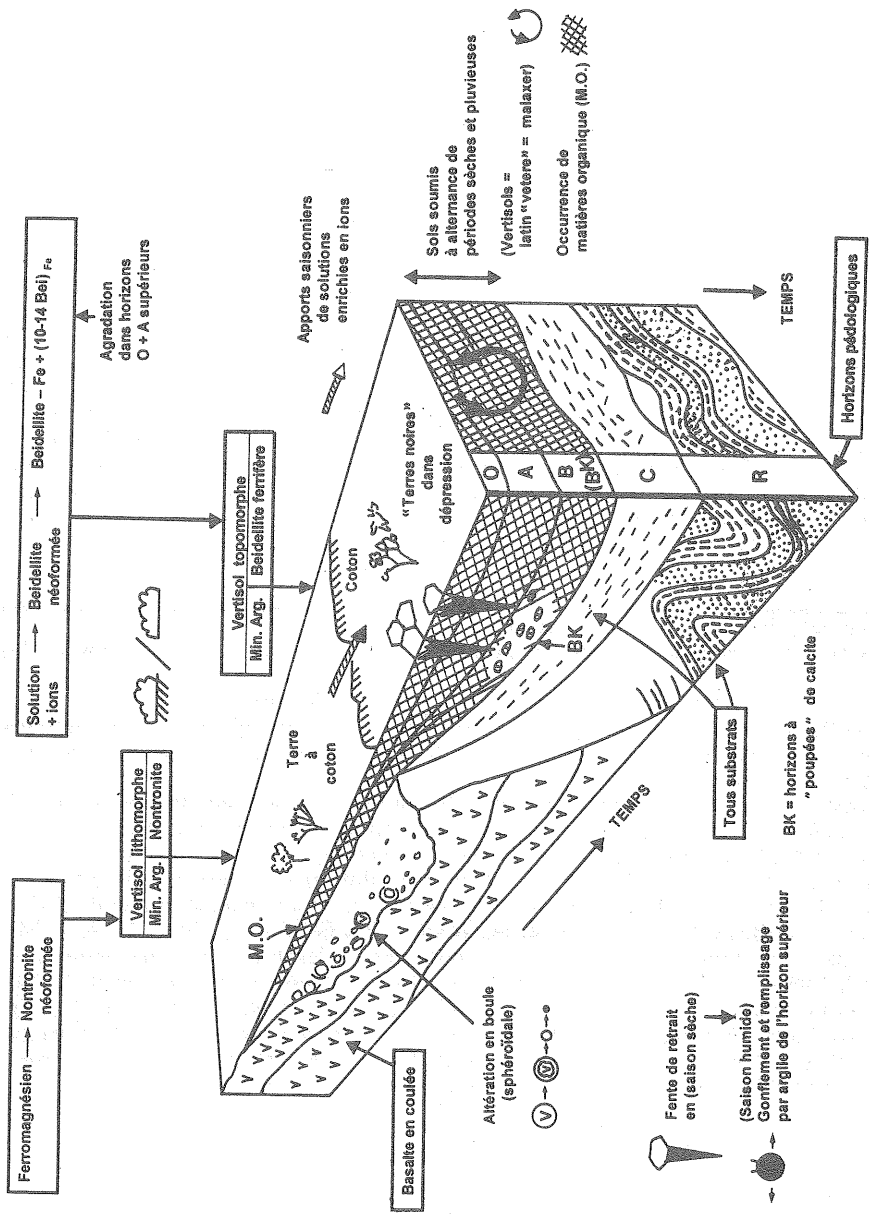 Ferromagnésien → Nontronite
néoformée
Vertisol lithomorphe
Min. Arg. Nontronite
Solution → Beidellite → Beidellite – Fe + (10-14 Bei) Fe
+ ions néoformée
Agradation
dans horizons
O + A supérieurs
Vertisol topomorphe
Min. Arg. Beidellite ferrifère
Apports saisonniers
de solutions
enrichies en ions
M.O.
Terre
à
coton
Coton
"Terres noires"
dans
dépression
Sols soumis
à alternance de
périodes sèches et pluvieuses
(Vertisols =
latin "vetere" = malaxer)
Occurrence de
matières organique (M.O.)
O
A
B
(BK)
C
R
BK
V
V
TEMPS
Horizons pédologiques
Basalte en coulée
Altération en boule
(sphéroïdale)
V → V → O → o
TEMPS
Tous substrats
BK = horizons à
"poupées" de calcite
Fente de retrait
en (saison sèche)
(Saison humide)
Gonflement et remplissage
par argile de l'horizon supérieur